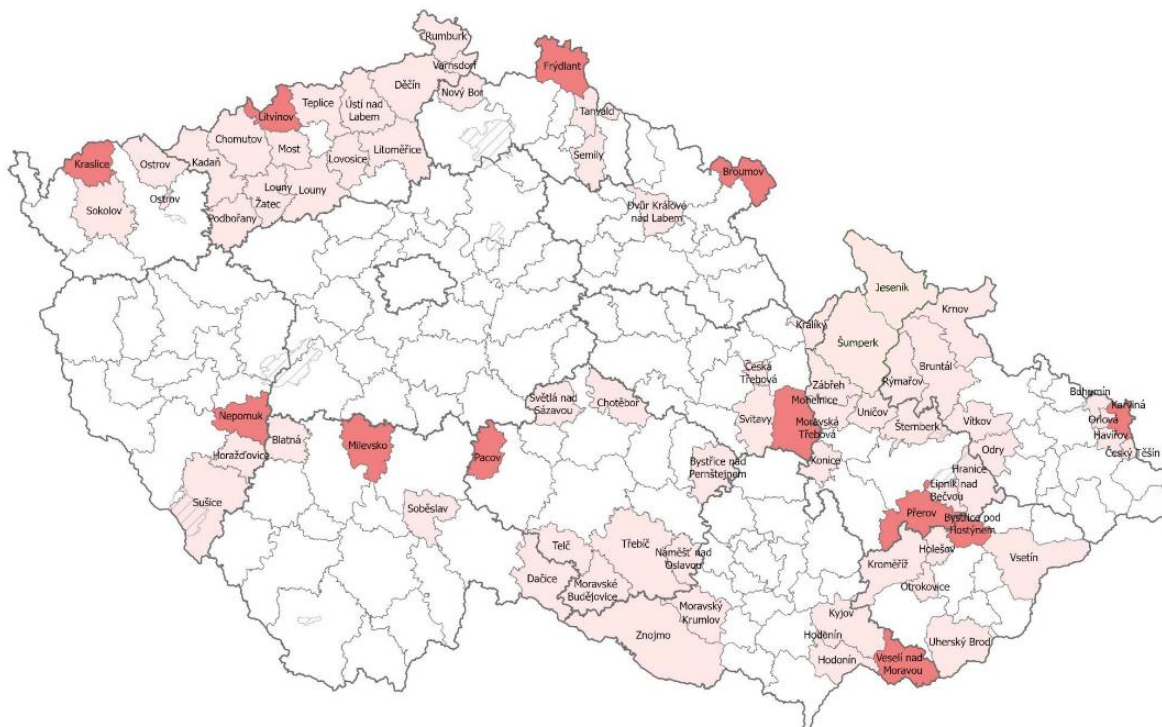 Rumburk
Varnsdorf
Děčín
Nový Bor
Frýdlant
Teplice
Ústí nad
Labem
Litvínov
Tanvald
Chomutov
Most
Litoměřice
Lovosice
Semily
Kraslice
Ostrov
Kadaň
Broumov
Louny
Louny
Žatec
Ostrov
Sokolov
Podbořany
Dvůr Králové
nad Labem
Jeseník
Krnov
Králíky
Šumperk
Česká
Třebová
Zábřeh
Rýmařov
Bruntál
Světlá nad
Sázavou
Chotěboř
Mohelnice
Bohumín
Karviná
Nepomuk
Svitavy
Moravská
Třebová
Uničov
Šternberk
Vítkov
Orlová
Havířov
Blatná
Milevsko
Pacov
Horažďovice
Bystřice nad
Pernštejnem
Konice
Odry
Český Těšín
Hranice
Lipník nad
Bečvou
Sušice
Soběslav
Přerov
Bystřice pod
Hostýnem
Telč
Třebíč
Náměšť nad
Oslavou
Holešov
Vsetín
Kroměříž
Dačice
Moravské
Budějovice
Otrokovice
Moravský
Krumlov
Kyjov
Znojmo
Hodonín
Uherský Brod
Hodonín
Veselí nad
Moravou